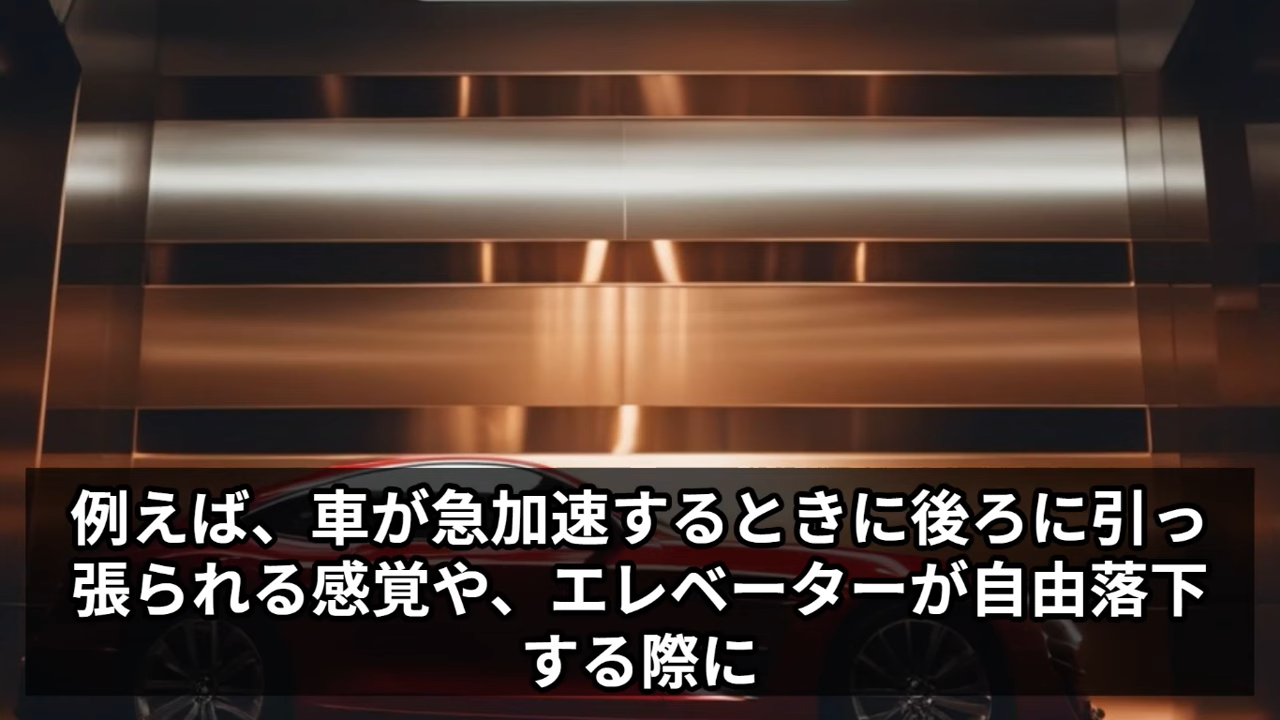 例えば、車が急加速するときに後ろに引っ
張られる感覚や、エレベーターが自由落下
する際に